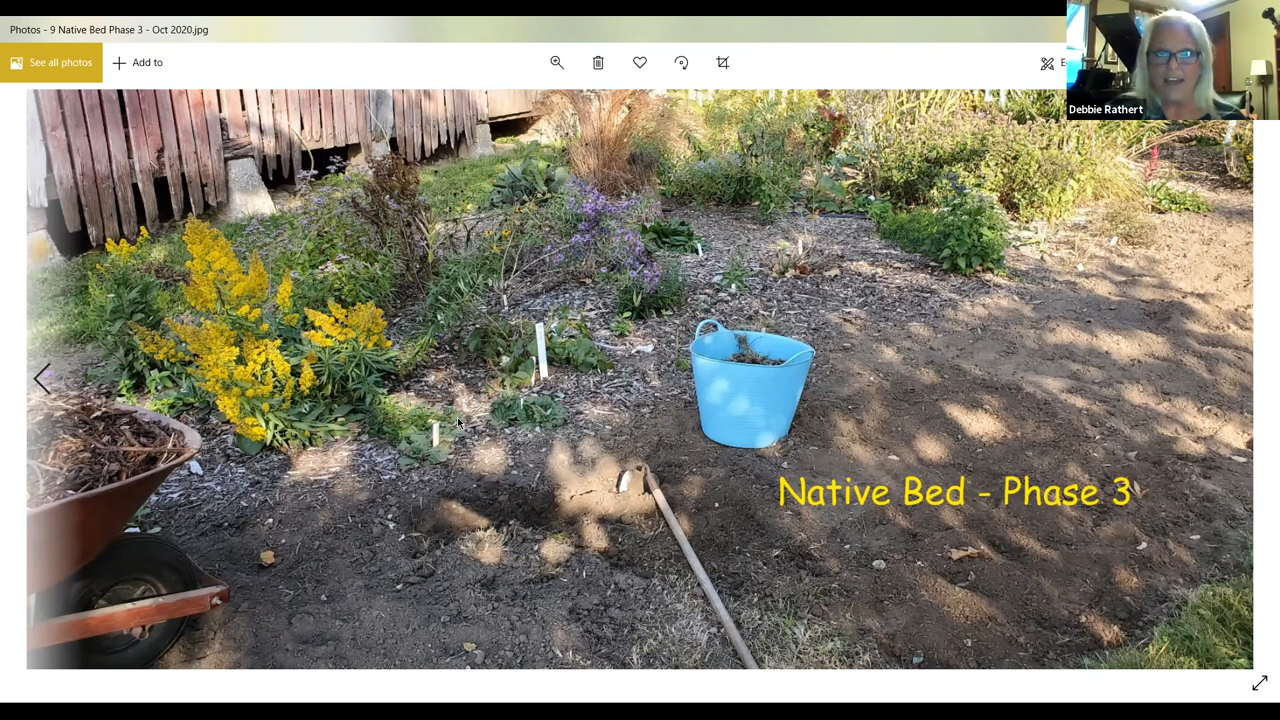 Photos - 9 Native Bed Phase 3 - Oct 2020.jpg
See all photos
Add to
E
Debbie Rathert
Native Bed - Phase 3